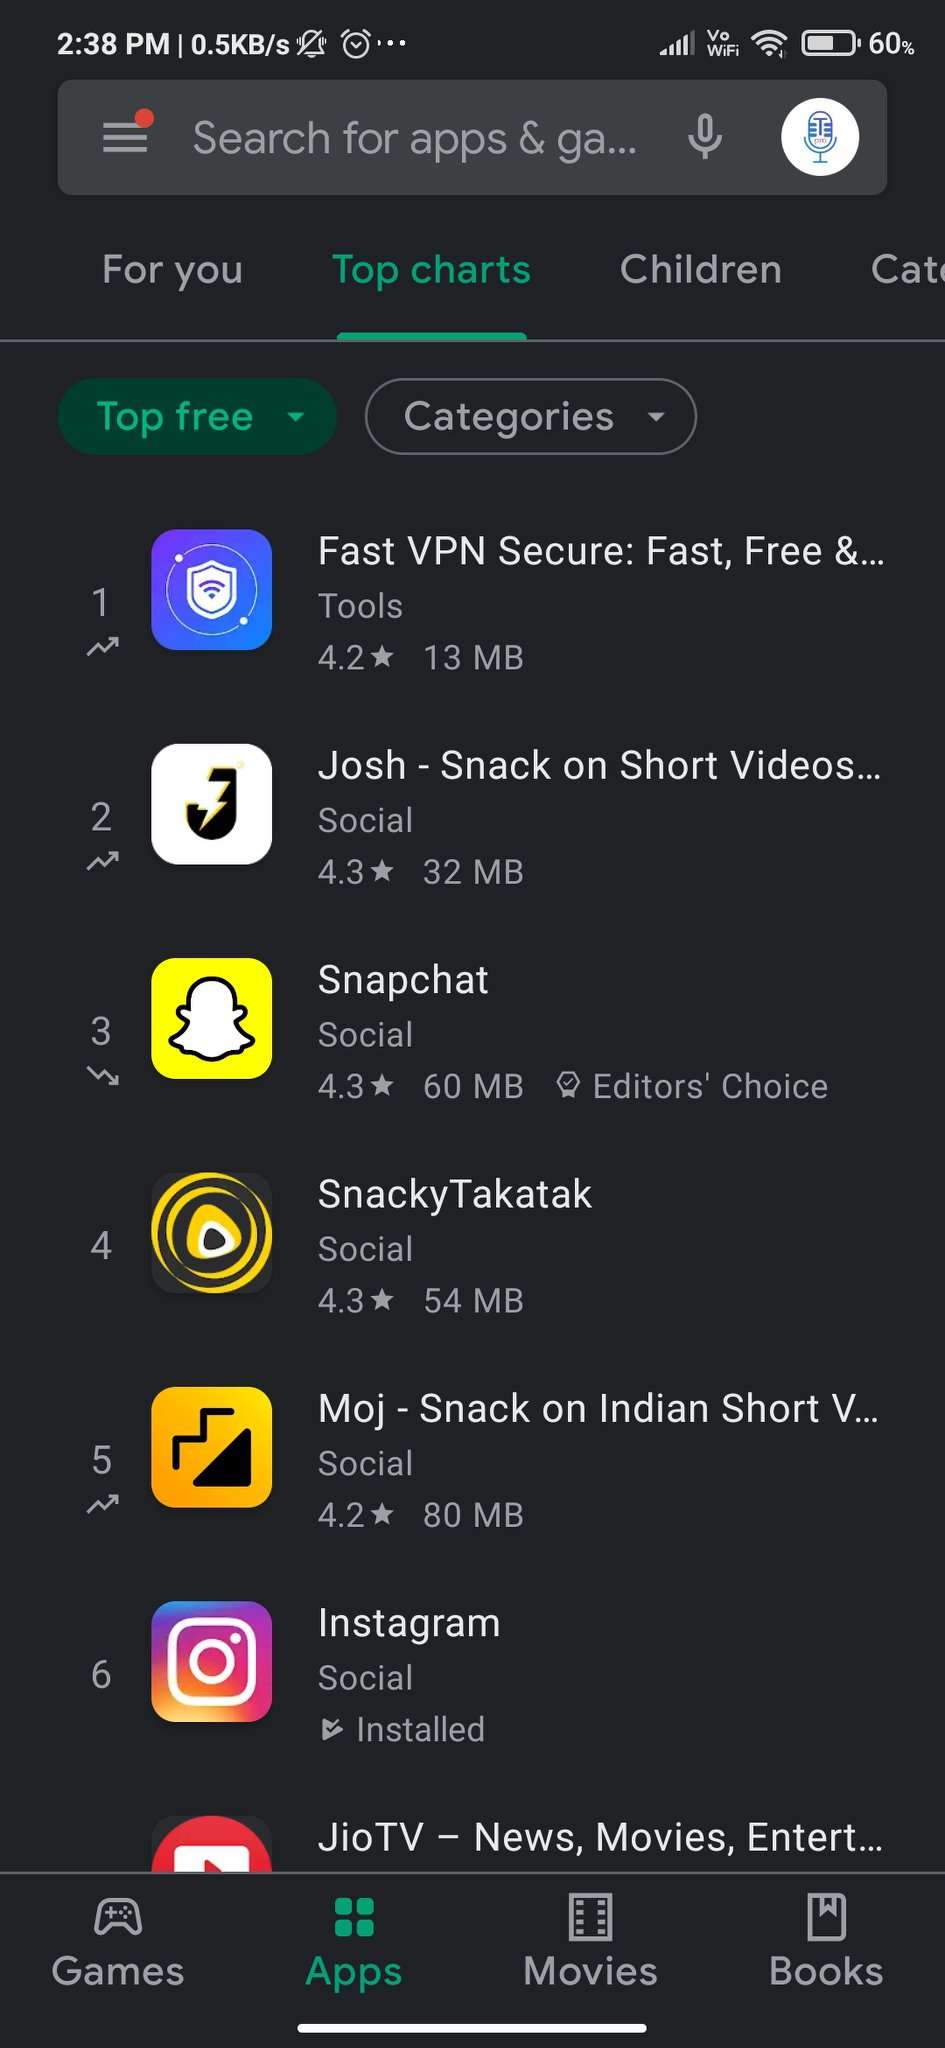 2:38 PM | 0.5KB/s ...
Vo WiFi 60%
Search for apps & ga...
For you Top charts Children Cat
Top free Categories
Fast VPN Secure: Fast, Free &...
1 Tools
4.2★ 13 MB
Josh - Snack on Short Videos...
2 Social
4.3★ 32 MB
Snapchat
3 Social
4.3★ 60 MB Editors' Choice
SnackyTakatak
4 Social
4.3★ 54 MB
Moj - Snack on Indian Short V...
5 Social
4.2★ 80 MB
Instagram
6 Social
Installed
JioTV – News, Movies, Entert...
Games Apps Movies Books